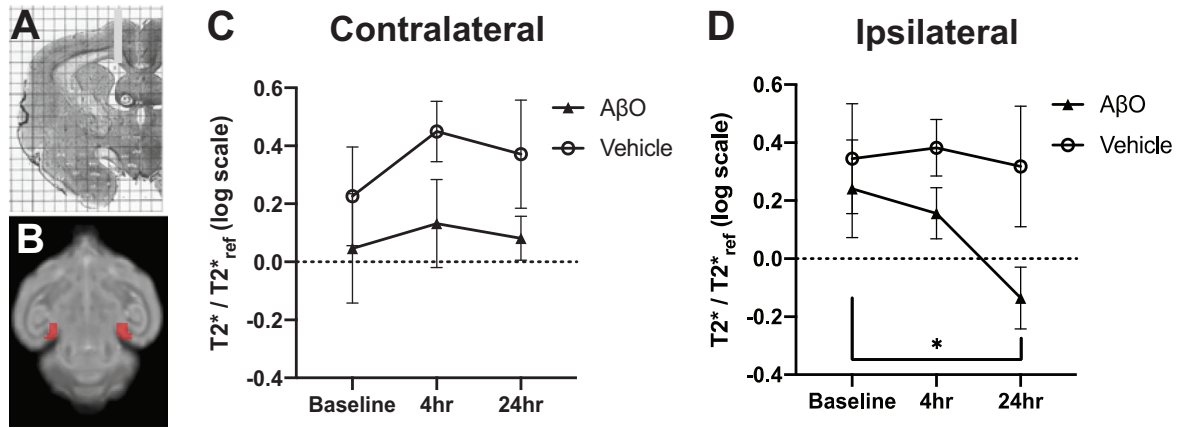 A
B
C
Contralateral
T2* / T2*ref (log scale)
0.6
0.4
0.2
0.0
-0.2
-0.4
Baseline
4hr
24hr
AβO
Vehicle
D
Ipsilateral
T2* / T2*ref (log scale)
0.6
0.4
0.2
0.0
-0.2
-0.4
*
Baseline
4hr
24hr
AβO
Vehicle